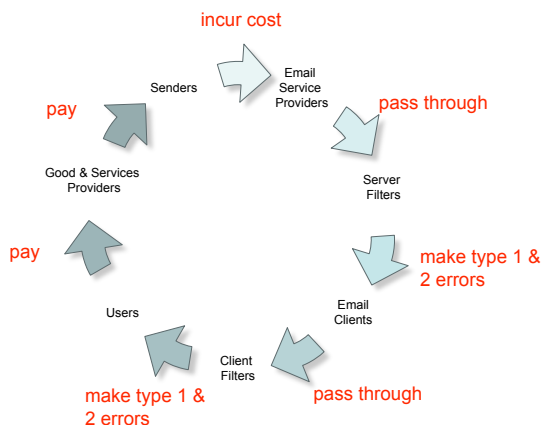 incur cost
Senders
Email
Service
Providers
pass through
pay
Good & Services
Providers
Server
Filters
pay
make type 1 &
2 errors
Users
Email
Clients
Client
Filters
make type 1 &
2 errors
pass through